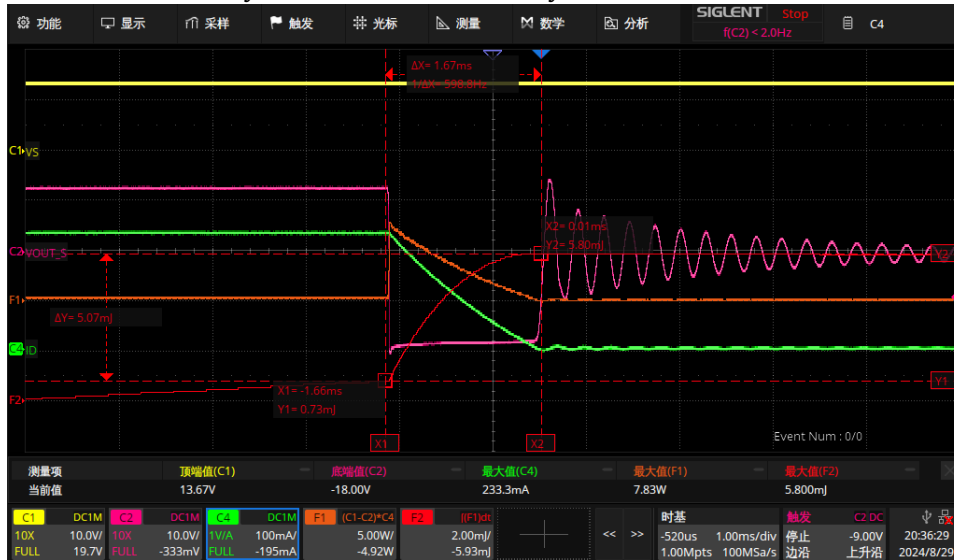 功能 显示 采样 触发 光标 测量 数学 分析 SIGLENT Stop C4
f(C2) < 2.0Hz
ΔX= 1.67ms
1/ΔX= 598.8Hz
C1 VS
X2= 0.01ms
Y2= 5.80mJ
C2 VOUT_S
Y2
F1
ΔY= 5.07mJ
C4 ID
X1= -1.66ms
Y1= 0.73mJ
Y1
F2
X1 X2
Event Num : 0/0
测量项 顶端值(C1) 底端值(C2) 最大值(C4) 最大值(F1) 最大值(F2)
当前值 13.67V -18.00V 233.3mA 7.83W 5.800mJ
C1 DC1M C2 DC1M C4 DC1M F1 (C1-C2)*C4 F2 ∫(F1)dt 时基 触发 C2 DC
10X 10.0V/ 10X 10.0V/ 1V/A 100mA/ 5.00W/ 2.00mJ/ << >> -520us 1.00ms/div 停止 -9.00V 20:36:29
FULL 19.7V FULL -333mV FULL -195mA -4.92W -5.93mJ 1.00Mpts 100MSa/s 边沿 上升沿 2024/8/29